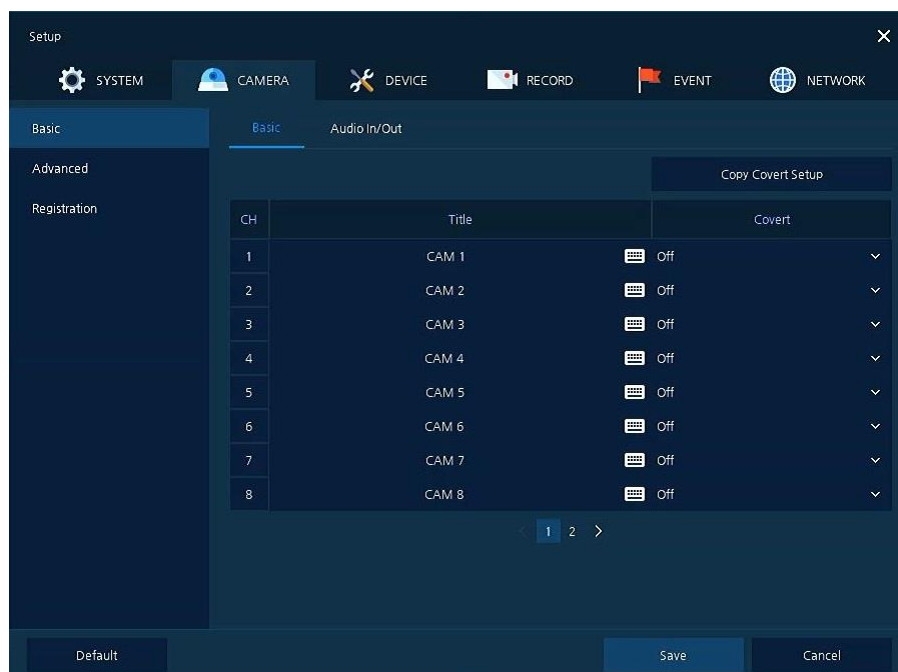 Setup
SYSTEM CAMERA DEVICE RECORD EVENT NETWORK
Basic
Advanced
Registration
Basic Audio In/Out
Copy Covert Setup
CH Title Covert
1 CAM 1 Off
2 CAM 2 Off
3 CAM 3 Off
4 CAM 4 Off
5 CAM 5 Off
6 CAM 6 Off
7 CAM 7 Off
8 CAM 8 Off
1 2
Default Save Cancel